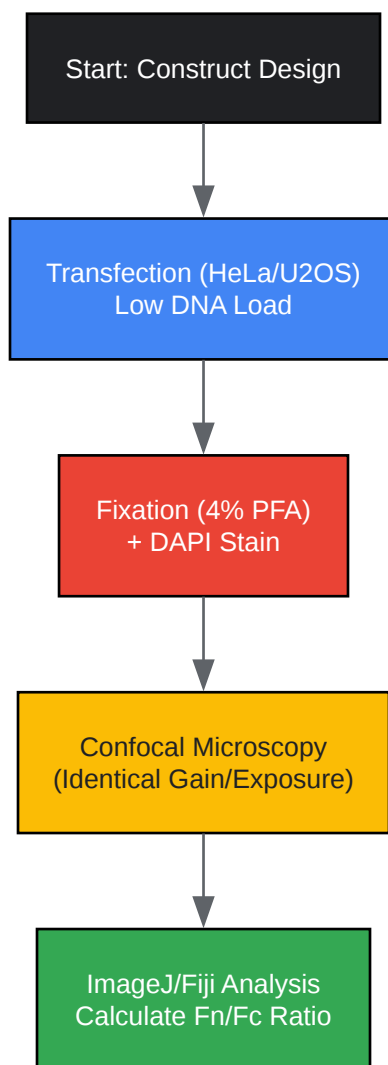 Start: Construct Design
Transfection (HeLa/U2OS)
Low DNA Load
Fixation (4% PFA)
+ DAPI Stain
Confocal Microscopy
(Identical Gain/Exposure)
ImageJ/Fiji Analysis
Calculate Fn/Fc Ratio